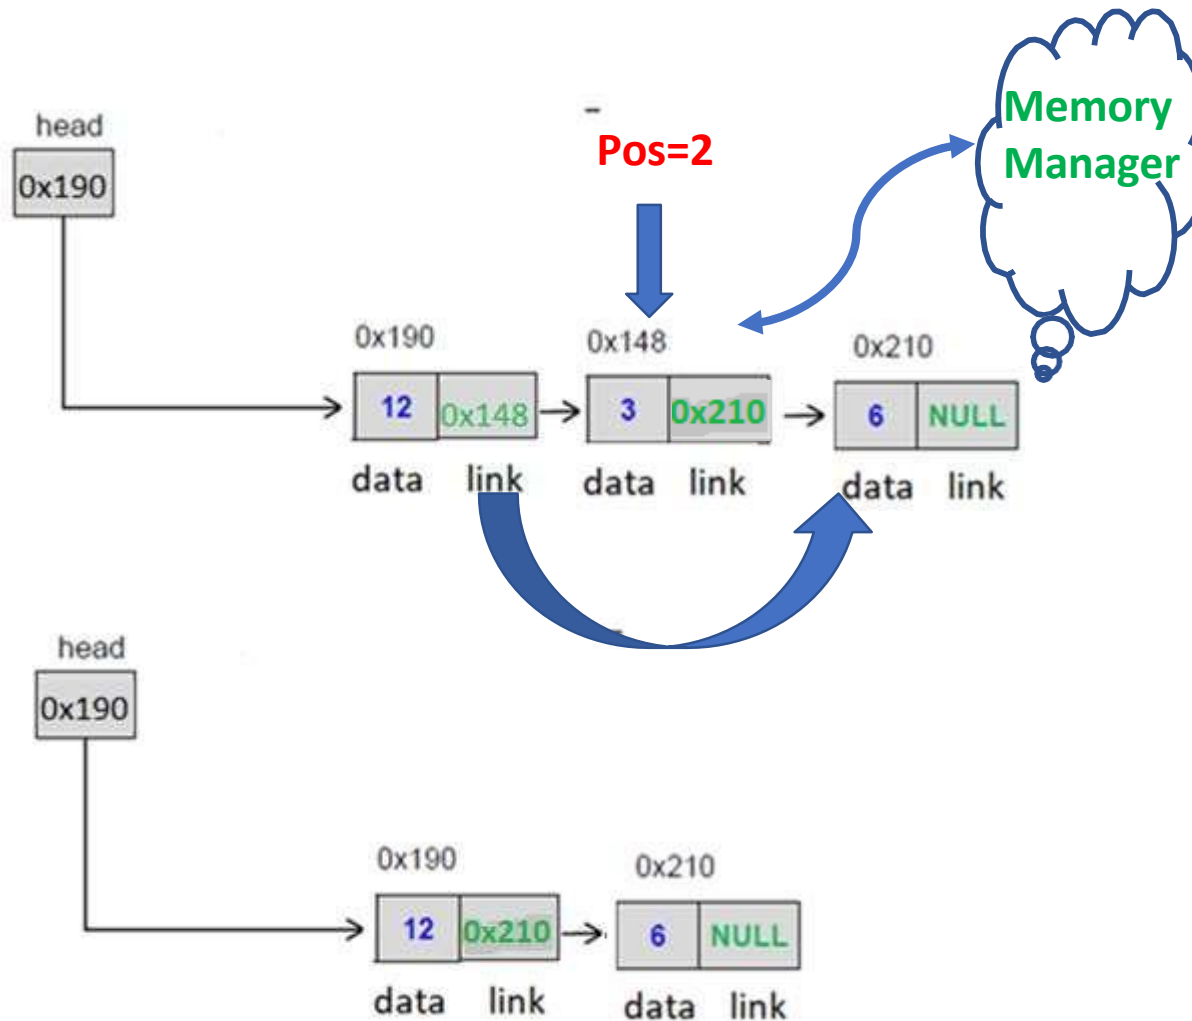 head
0x190
Pos=2
Memory
Manager
0x190
0x148
0x210
12 0x148
3 0x210
6 NULL
data link
data link
data link
head
0x190
0x190
0x210
12 0x210
6 NULL
data link
data link